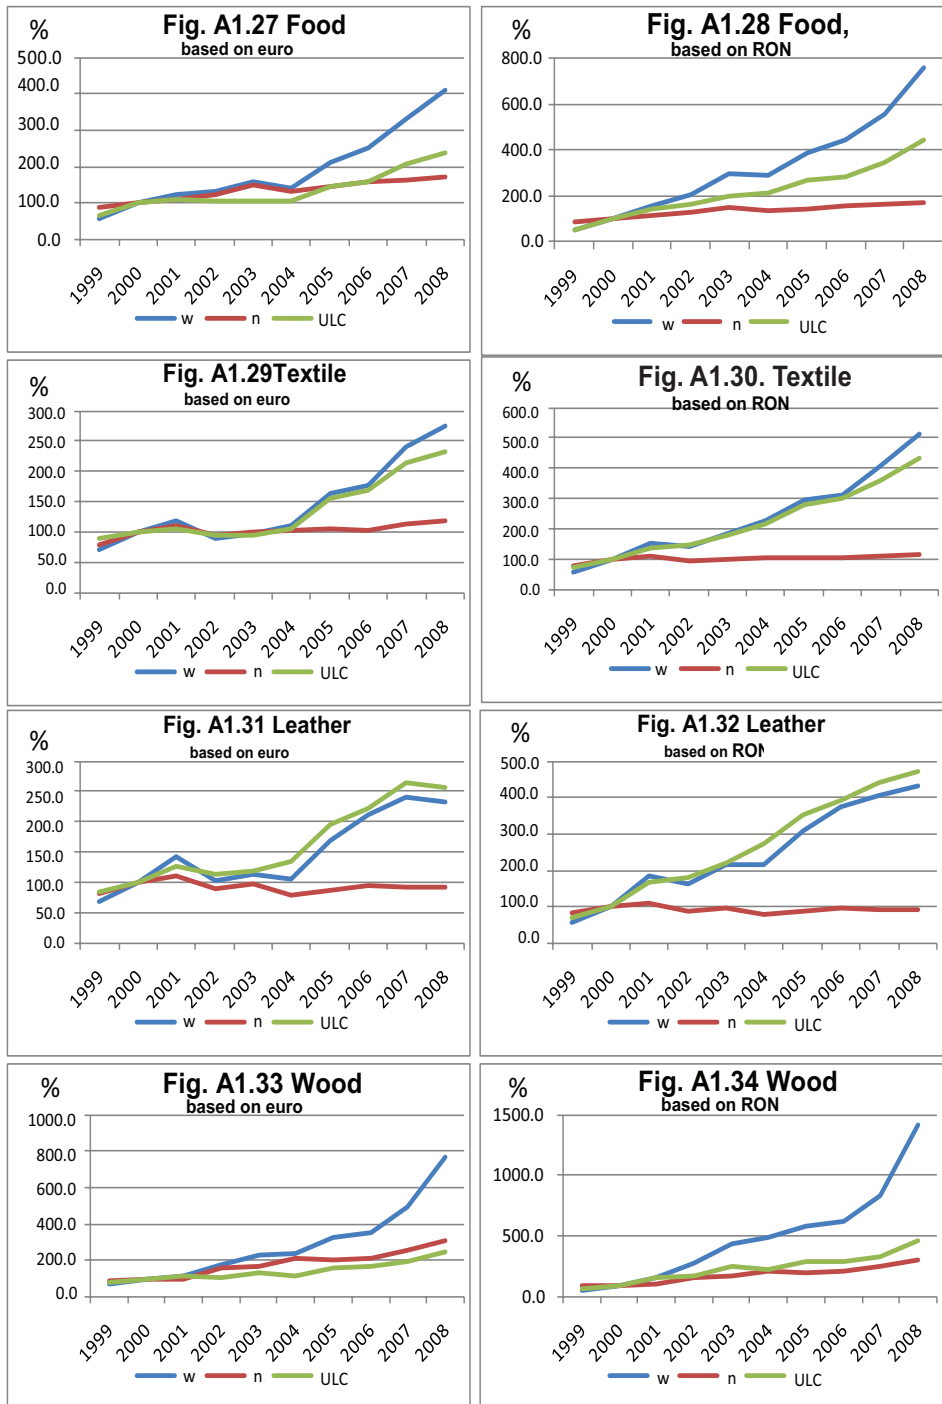 Fig. A1.27 Food
based on euro
%
500.0
400.0
300.0
200.0
100.0
0.0
1999 2000 2001 2002 2003 2004 2005 2006 2007 2008
w n ULC
Fig. A1.28 Food,
based on RON
%
800.0
600.0
400.0
200.0
0.0
1999 2000 2001 2002 2003 2004 2005 2006 2007 2008
w n ULC
Fig. A1.29Textile
based on euro
%
300.0
250.0
200.0
150.0
100.0
50.0
0.0
1999 2000 2001 2002 2003 2004 2005 2006 2007 2008
w n ULC
Fig. A1.30. Textile
based on RON
%
600.0
500.0
400.0
300.0
200.0
100.0
0.0
1999 2000 2001 2002 2003 2004 2005 2006 2007 2008
w n ULC
Fig. A1.31 Leather
based on euro
%
300.0
250.0
200.0
150.0
100.0
50.0
0.0
1999 2000 2001 2002 2003 2004 2005 2006 2007 2008
w n ULC
Fig. A1.32 Leather
based on RON
%
500.0
400.0
300.0
200.0
100.0
0.0
1999 2000 2001 2002 2003 2004 2005 2006 2007 2008
w n ULC
Fig. A1.33 Wood
based on euro
%
1000.0
800.0
600.0
400.0
200.0
0.0
1999 2000 2001 2002 2003 2004 2005 2006 2007 2008
w n ULC
Fig. A1.34 Wood
based on RON
%
1500.0
1000.0
500.0
0.0
1999 2000 2001 2002 2003 2004 2005 2006 2007 2008
w n ULC